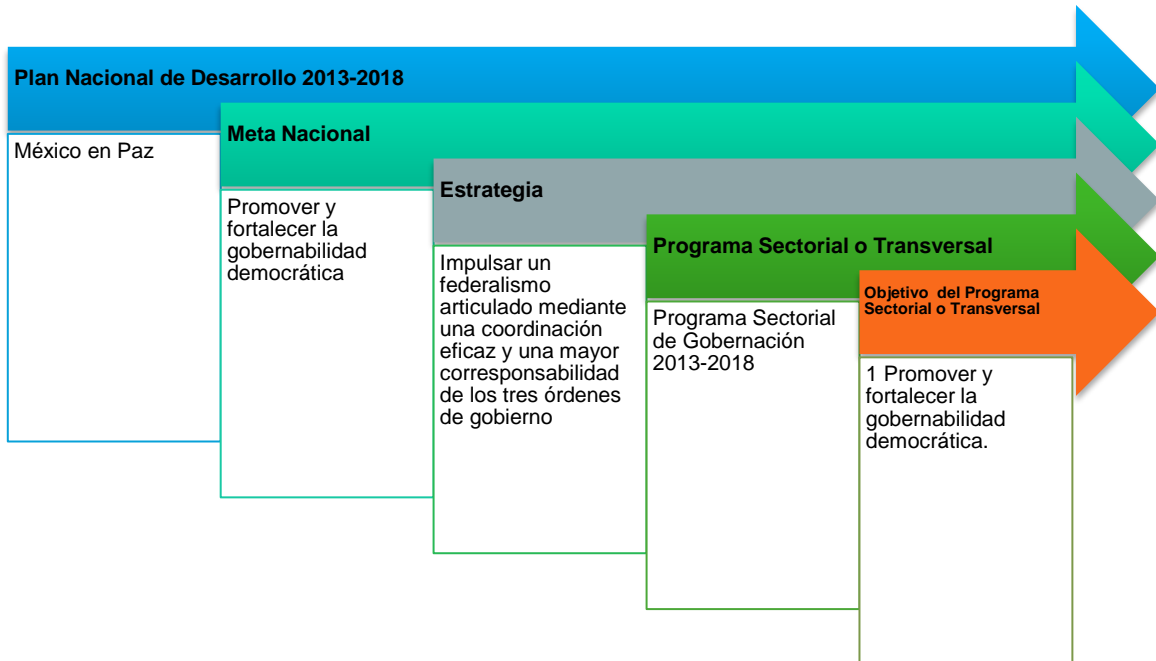 Plan Nacional de Desarrollo 2013-2018
México en Paz
Meta Nacional
Promover y
fortalecer la
gobernabilidad
democrática
Estrategia
Impulsar un
federalismo
articulado mediante
una coordinación
eficaz y una mayor
corresponsabilidad
de los tres órdenes
de gobierno
Programa Sectorial o Transversal
Programa Sectorial
de Gobernación
2013-2018
Objetivo del Programa
Sectorial o Transversal
1 Promover y
fortalecer la
gobernabilidad
democrática.